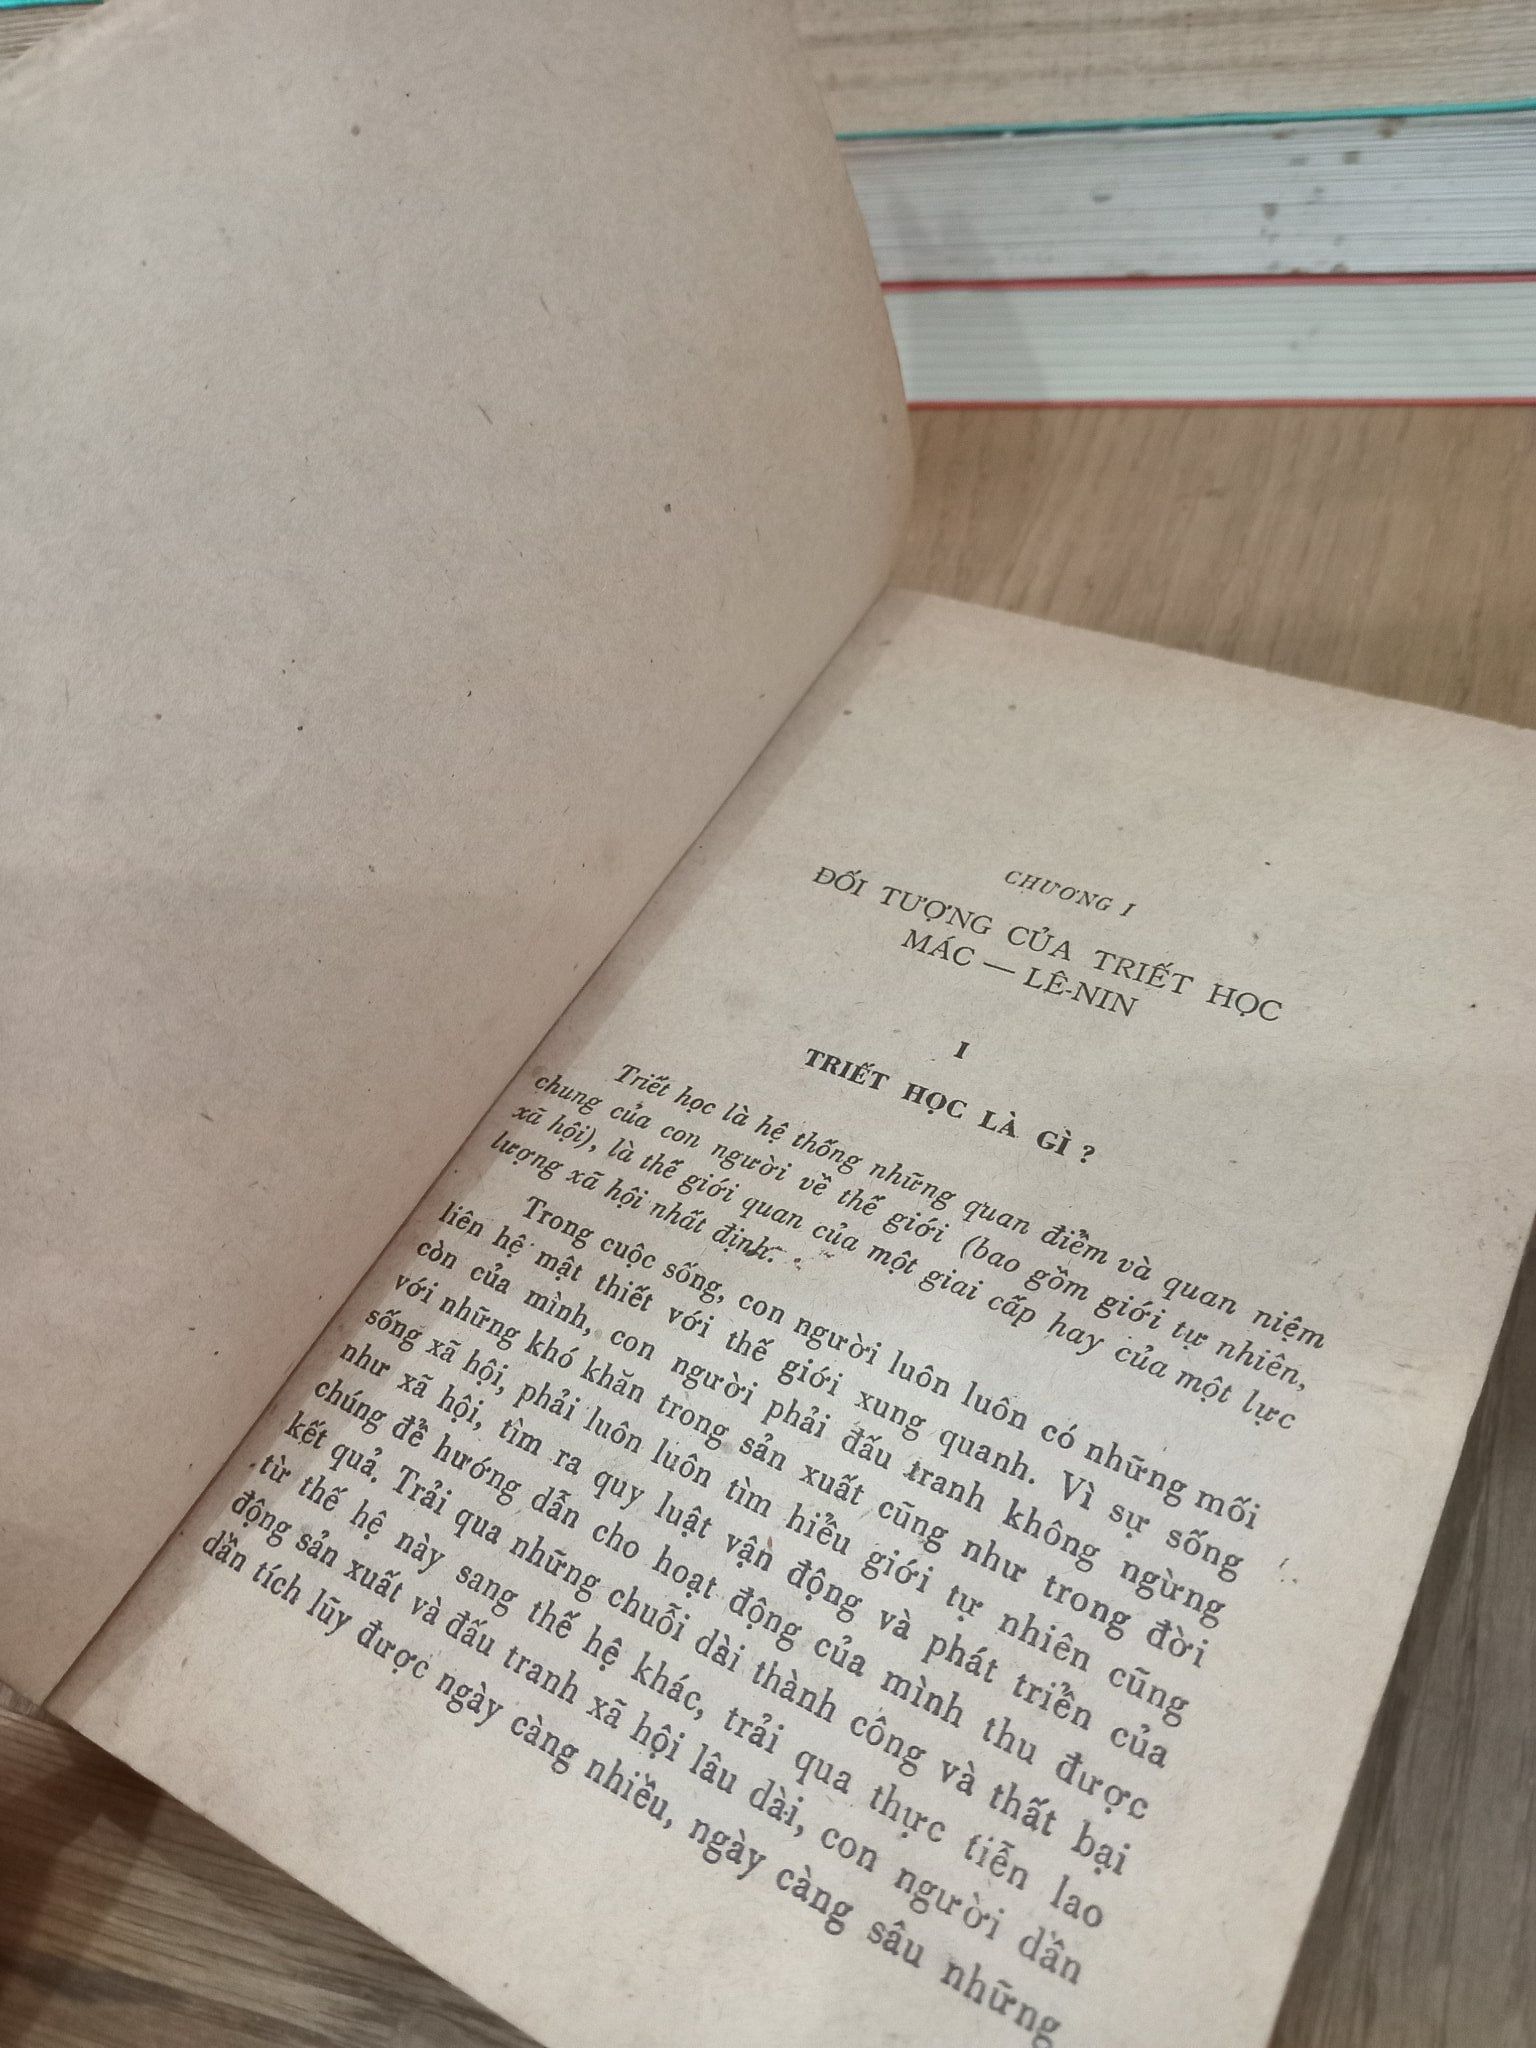 CHƯƠNG I
ĐỐI TƯỢNG CỦA TRIẾT HỌC
MÁC — LÊ-NIN
I
TRIẾT HỌC LÀ GÌ ?
Triết học là hệ thống những quan điểm và quan niệm
chung của con người về thế giới (bao gồm giới tự nhiên,
xã hội), là thế giới quan của một giai cấp hay của một lực
lượng xã hội nhất định.
Trong cuộc sống, con người luôn luôn có những mối
liên hệ mật thiết với thế giới xung quanh. Vì sự sống
còn của mình, con người phải đấu tranh không ngừng
với những khó khăn trong sản xuất cũng như trong đời
sống xã hội, phải luôn luôn tìm hiểu giới tự nhiên cũng
như xã hội, tìm ra quy luật vận động và phát triển của
chúng để hướng dẫn cho hoạt động của mình thu được
kết quả. Trải qua những chuỗi dài thành công và thất bại
từ thế hệ này sang thế hệ khác, trải qua thực tiễn lao
động sản xuất và đấu tranh xã hội lâu dài, con người dần
dần tích lũy được ngày càng nhiều, ngày càng sâu những